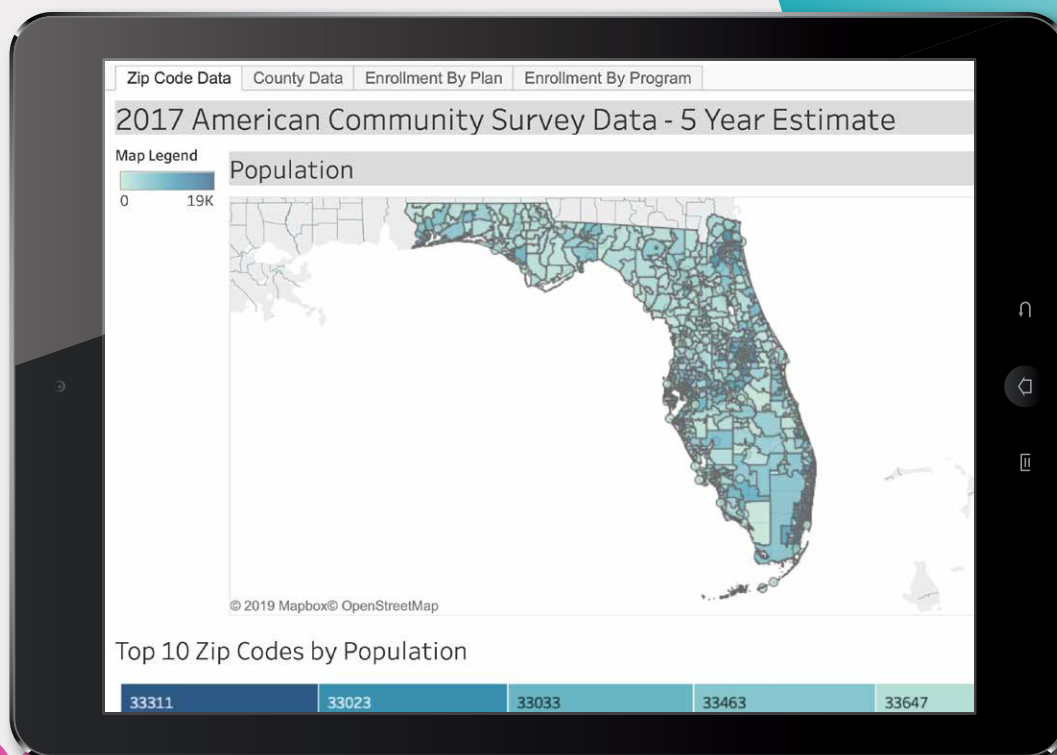 Zip Code Data County Data Enrollment By Plan Enrollment By Program
2017 American Community Survey Data - 5 Year Estimate
Map Legend
0 19K
Population
© 2019 Mapbox© OpenStreetMap
Top 10 Zip Codes by Population
33311 33023 33033 33463 33647